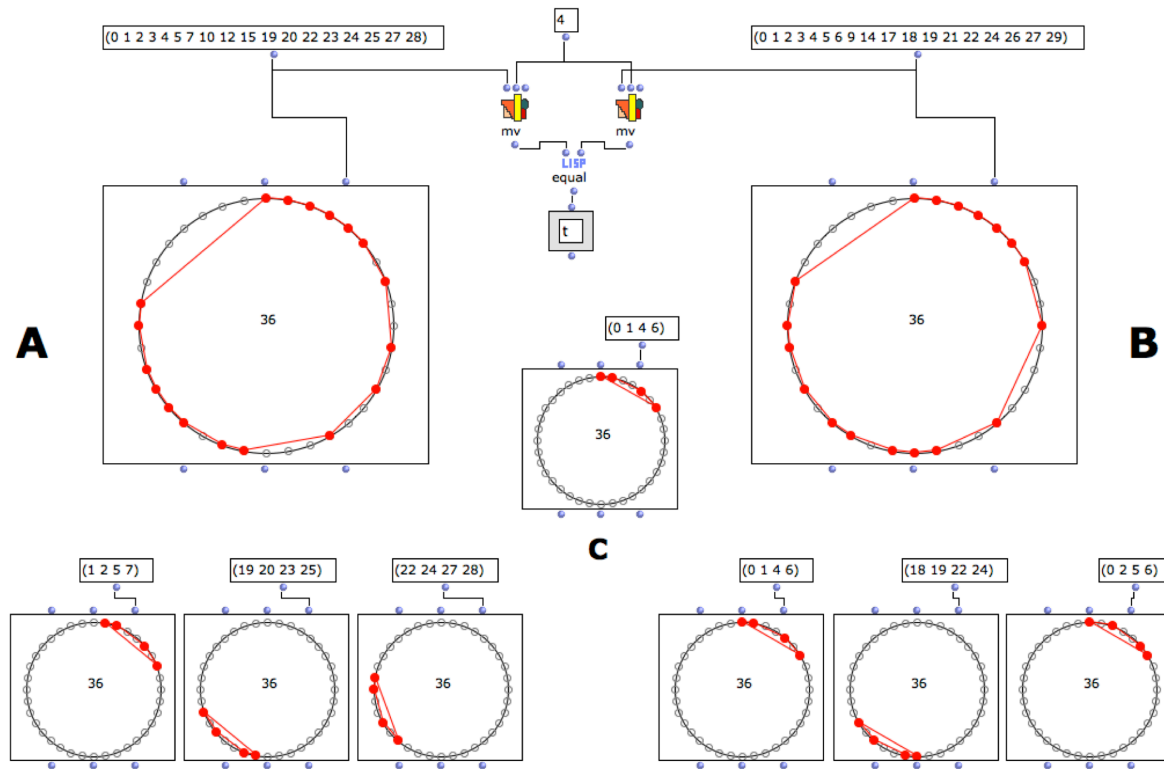 4
(0 1 2 3 4 5 7 10 12 15 19 20 22 23 24 25 27 28)
(0 1 2 3 4 5 6 9 14 17 18 19 21 22 24 26 27 29)
mv
mv
LISP
equal
t
36
36
A
B
(0 1 4 6)
36
C
(1 2 5 7)
(19 20 23 25)
(22 24 27 28)
(0 1 4 6)
(18 19 22 24)
(0 2 5 6)
36
36
36
36
36
36